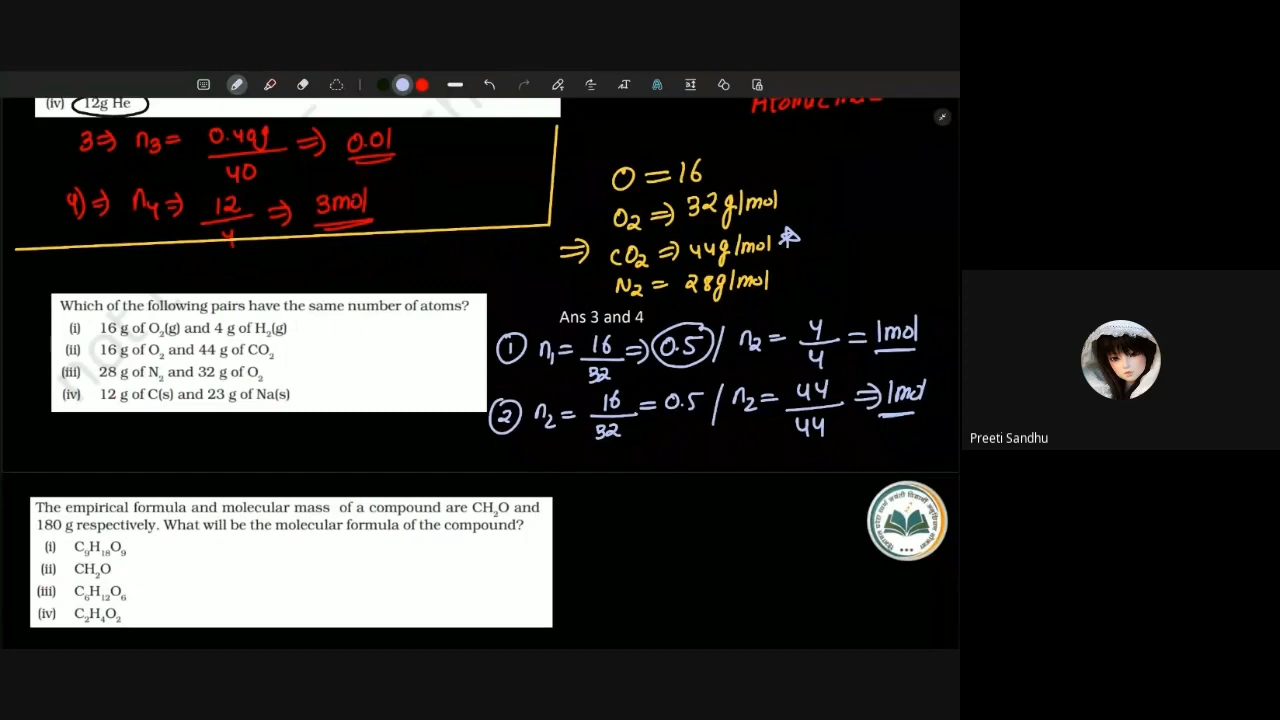 (iv) 12g He
3⇒ n3= 0.4g/40 ⇒ 0.01
4)⇒ n4⇒ 12/4 ⇒ 3mol
O = 16
O2 ⇒ 32g/mol
⇒ CO2 ⇒ 44g/mol
N2 = 28g/mol
Which of the following pairs have the same number of atoms?
(i) 16 g of O2(g) and 4 g of H2(g)
(ii) 16 g of O2 and 44 g of CO2
(iii) 28 g of N2 and 32 g of O2
(iv) 12 g of C(s) and 23 g of Na(s)
Ans 3 and 4
① n1= 16/32 ⇒ 0.5 / n2= 4/4 = 1mol
② n2 = 16/32 = 0.5 / n2= 44/44 ⇒ 1mol
The empirical formula and molecular mass of a compound are CH2O and
180 g respectively. What will be the molecular formula of the compound?
(i) C9H18O9
(ii) CH2O
(iii) C6H12O6
(iv) C2H4O2
Preeti Sandhu